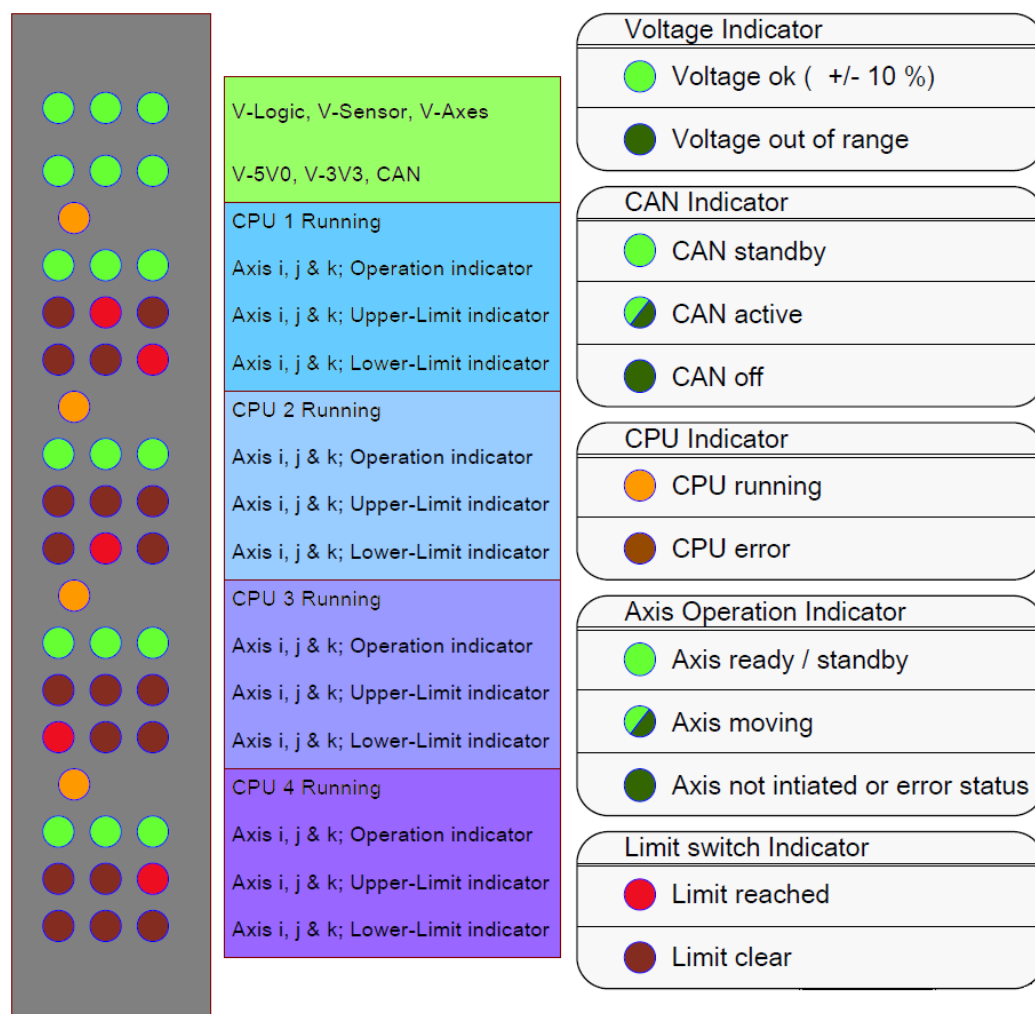 V-Logic, V-Sensor, V-Axes
V-5V0, V-3V3, CAN
CPU 1 Running
Axis i, j & k; Operation indicator
Axis i, j & k; Upper-Limit indicator
Axis i, j & k; Lower-Limit indicator
CPU 2 Running
Axis i, j & k; Operation indicator
Axis i, j & k; Upper-Limit indicator
Axis i, j & k; Lower-Limit indicator
CPU 3 Running
Axis i, j & k; Operation indicator
Axis i, j & k; Upper-Limit indicator
Axis i, j & k; Lower-Limit indicator
CPU 4 Running
Axis i, j & k; Operation indicator
Axis i, j & k; Upper-Limit indicator
Axis i, j & k; Lower-Limit indicator
Voltage Indicator
Voltage ok ( +/- 10 %)
Voltage out of range
CAN Indicator
CAN standby
CAN active
CAN off
CPU Indicator
CPU running
CPU error
Axis Operation Indicator
Axis ready / standby
Axis moving
Axis not intiated or error status
Limit switch Indicator
Limit reached
Limit clear